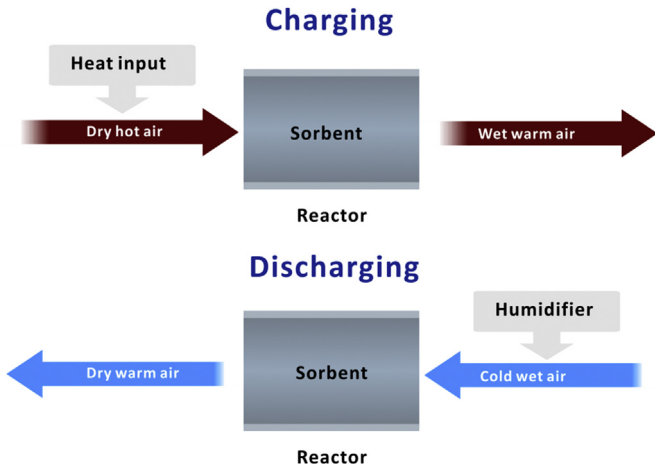 Charging
Heat input
Dry hot air
Sorbent
Wet warm air
Reactor
Discharging
Humidifier
Dry warm air
Sorbent
Cold wet air
Reactor